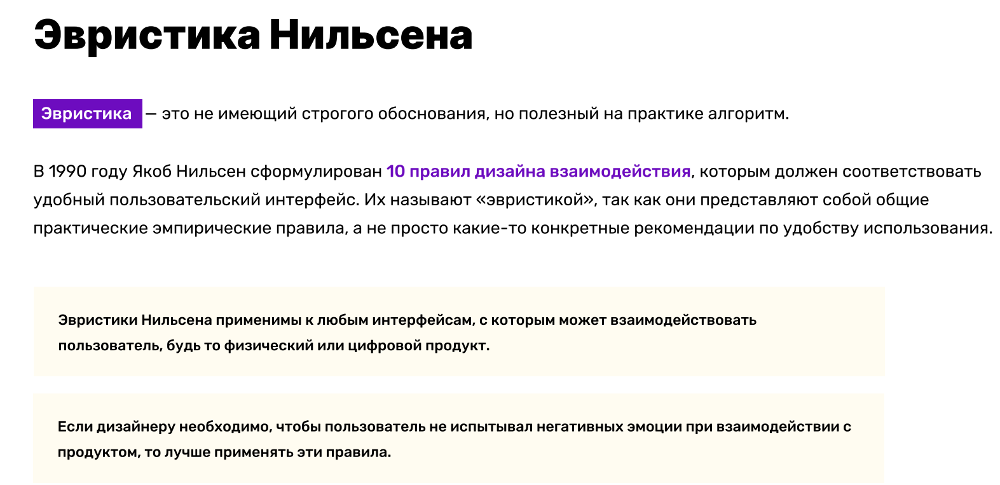 Эвристика Нильсена
Эвристика — это не имеющий строгого обоснования, но полезный на практике алгоритм.
В 1990 году Якоб Нильсен сформулирован 10 правил дизайна взаимодействия, которым должен соответствовать
удобный пользовательский интерфейс. Их называют «эвристикой», так как они представляют собой общие
практические эмпирические правила, а не просто какие-то конкретные рекомендации по удобству использования.
Эвристики Нильсена применимы к любым интерфейсам, с которым может взаимодействовать
пользователь, будь то физический или цифровой продукт.
Если дизайнеру необходимо, чтобы пользователь не испытывал негативных эмоции при взаимодействии с
продуктом, то лучше применять эти правила.